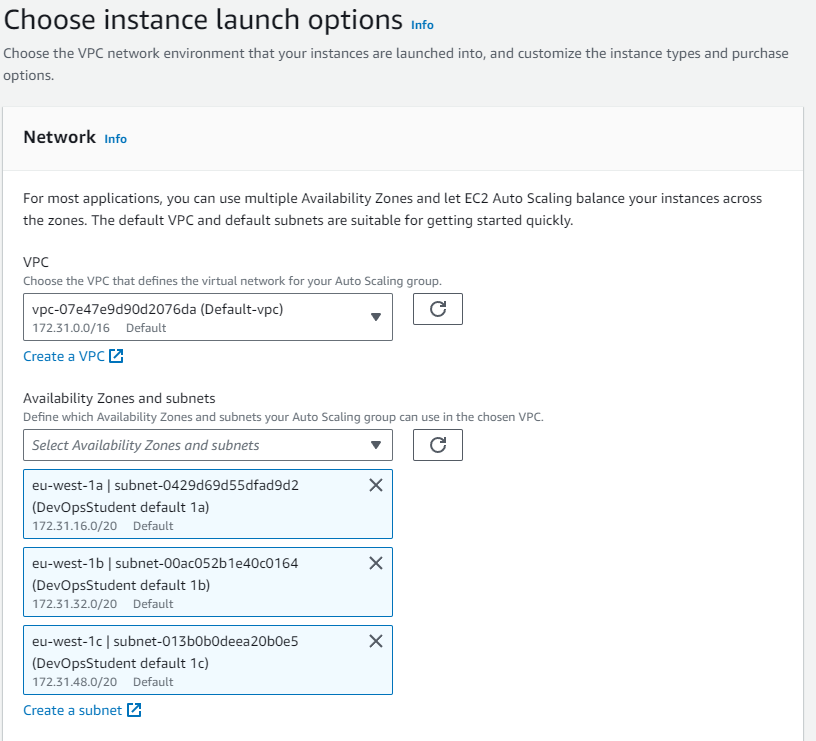 Choose instance launch options Info
Choose the VPC network environment that your instances are launched into, and customize the instance types and purchase
options.
Network Info
For most applications, you can use multiple Availability Zones and let EC2 Auto Scaling balance your instances across
the zones. The default VPC and default subnets are suitable for getting started quickly.
VPC
Choose the VPC that defines the virtual network for your Auto Scaling group.
vpc-07e47e9d90d2076da (Default-vpc)
172.31.0.0/16 Default
Create a VPC
Availability Zones and subnets
Define which Availability Zones and subnets your Auto Scaling group can use in the chosen VPC.
Select Availability Zones and subnets
eu-west-1a | subnet-0429d69d55dfad9d2
(DevOpsStudent default 1a)
172.31.16.0/20 Default
eu-west-1b | subnet-00ac052b1e40c0164
(DevOpsStudent default 1b)
172.31.32.0/20 Default
eu-west-1c | subnet-013b0b0deea20b0e5
(DevOpsStudent default 1c)
172.31.48.0/20 Default
Create a subnet